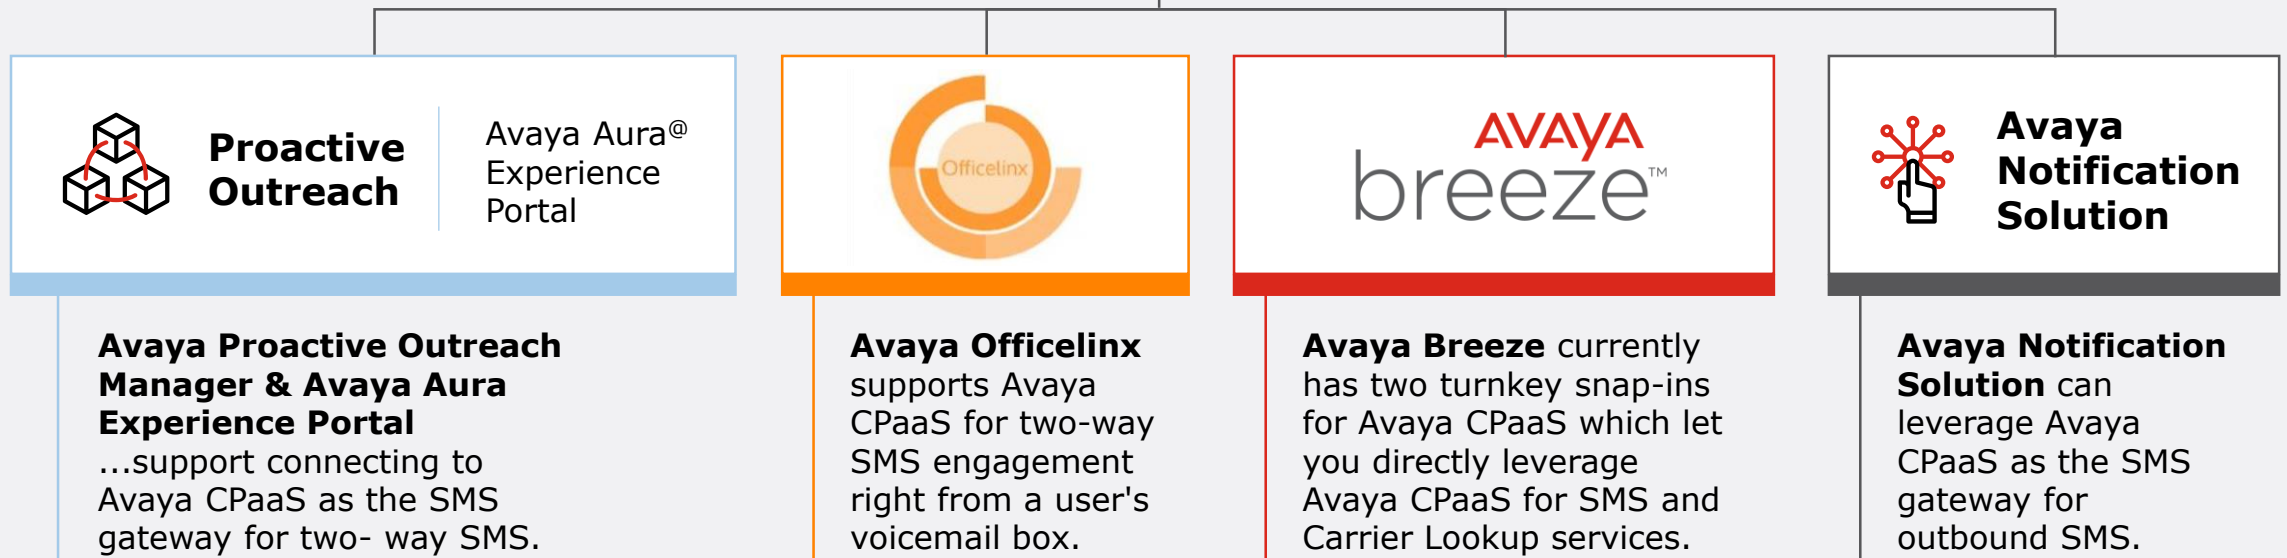 Proactive
Outreach
Avaya Aura@
Experience
Portal
Officelinx
AVAYA
breeze™
Avaya
Notification
Solution
Avaya Proactive Outreach
Manager & Avaya Aura
Experience Portal
...support connecting to
Avaya CPaaS as the SMS
gateway for two- way SMS.
Avaya Officelinx
supports Avaya
CPaaS for two-way
SMS engagement
right from a user's
voicemail box.
Avaya Breeze currently
has two turnkey snap-ins
for Avaya CPaaS which let
you directly leverage
Avaya CPaaS for SMS and
Carrier Lookup services.
Avaya Notification
Solution can
leverage Avaya
CPaaS as the SMS
gateway for
outbound SMS.